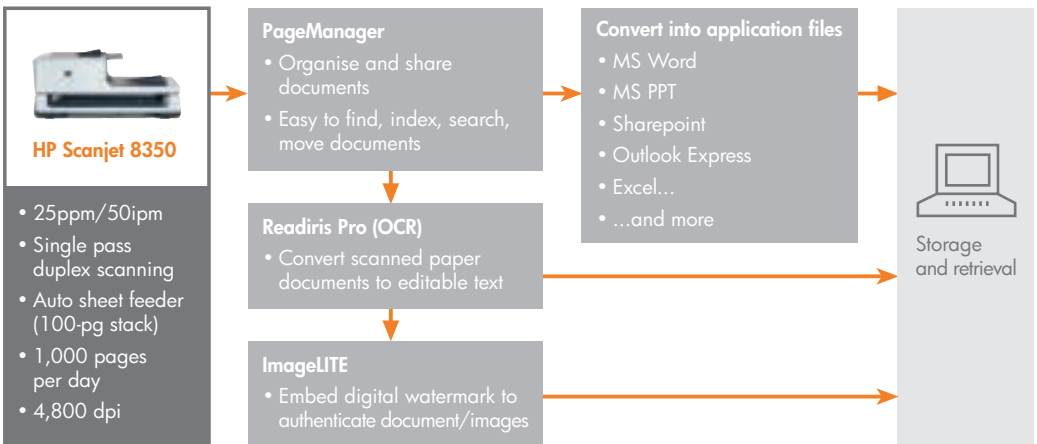 HP Scanjet 8350
• 25ppm/50ipm
• Single pass
duplex scanning
• Auto sheet feeder
(100-pg stack)
• 1,000 pages
per day
• 4,800 dpi
PageManager
• Organise and share
documents
• Easy to find, index, search,
move documents
Readiris Pro (OCR)
• Convert scanned paper
documents to editable text
ImageLITE
• Embed digital watermark to
authenticate document/images
Convert into application files
• MS Word
• MS PPT
• Sharepoint
• Outlook Express
• Excel...
• ...and more
Storage
and retrieval